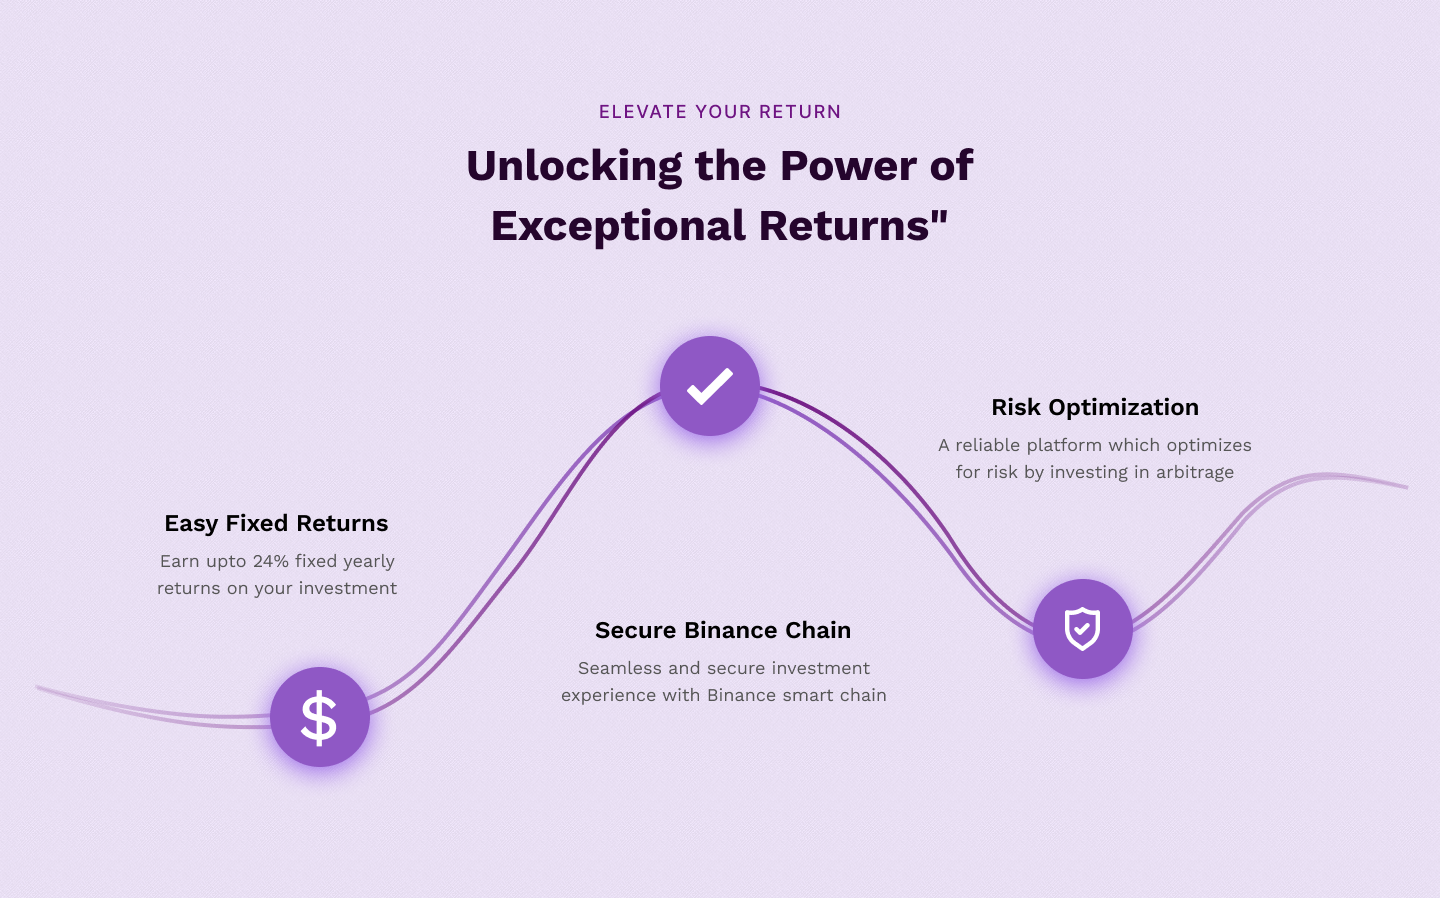 ELEVATE YOUR RETURN
Unlocking the Power of
Exceptional Returns"
Easy Fixed Returns
Earn upto 24% fixed yearly
returns on your investment
Secure Binance Chain
Seamless and secure investment
experience with Binance smart chain
Risk Optimization
A reliable platform which optimizes
for risk by investing in arbitrage